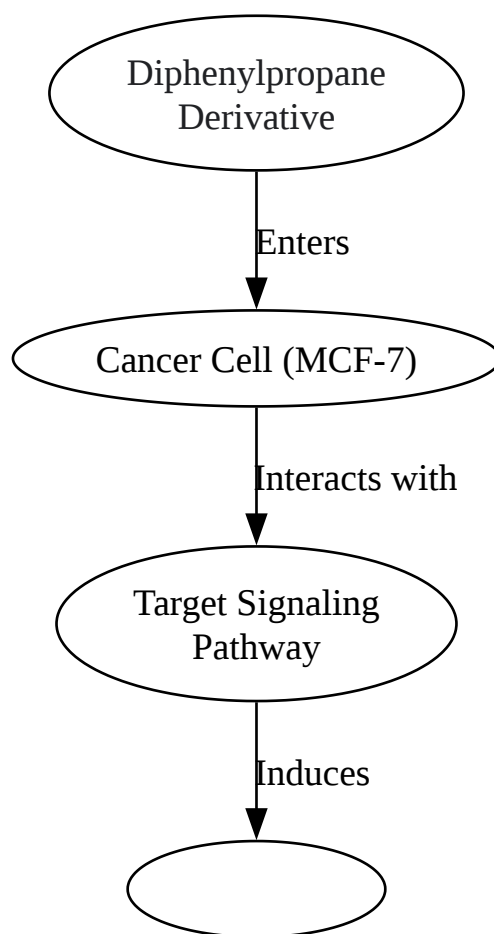 Diphenylpropane
Derivative
Enters
Cancer Cell (MCF-7)
Interacts with
Target Signaling
Pathway
Induces